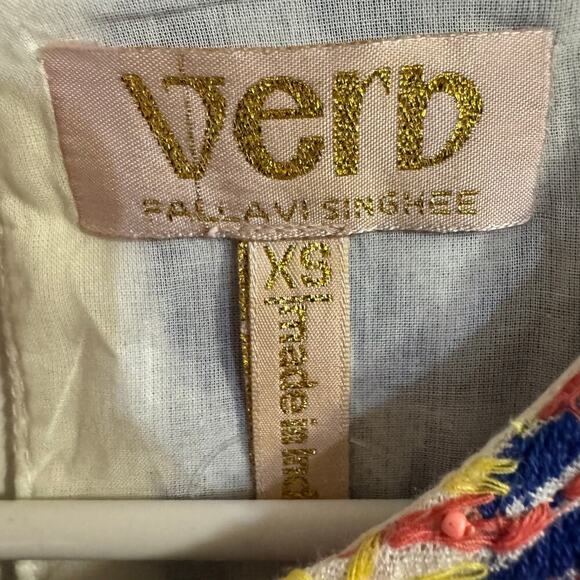 verb
PALLAVI SINGHEE
XS
made in Ind